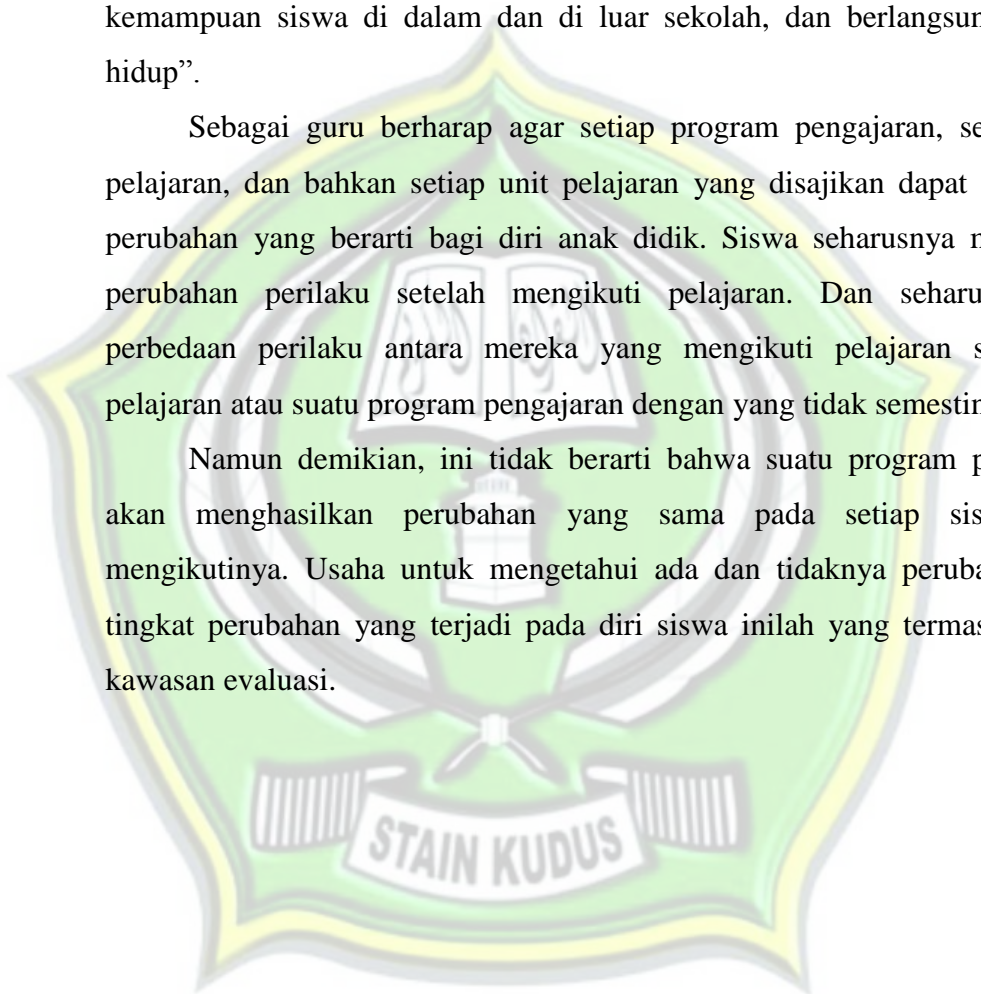 kemampuan siswa di dalam dan di luar sekolah, dan berlangsun
hidup”.
Sebagai guru berharap agar setiap program pengajaran, se
pelajaran, dan bahkan setiap unit pelajaran yang disajikan dapat
perubahan yang berarti bagi diri anak didik. Siswa seharusnya m
perubahan perilaku setelah mengikuti pelajaran. Dan seharu
perbedaan perilaku antara mereka yang mengikuti pelajaran s
pelajaran atau suatu program pengajaran dengan yang tidak semestin
Namun demikian, ini tidak berarti bahwa suatu program p
akan menghasilkan perubahan yang sama pada setiap sis
mengikutinya. Usaha untuk mengetahui ada dan tidaknya peruba
tingkat perubahan yang terjadi pada diri siswa inilah yang termas
kawasan evaluasi.
STAIN KUDUS